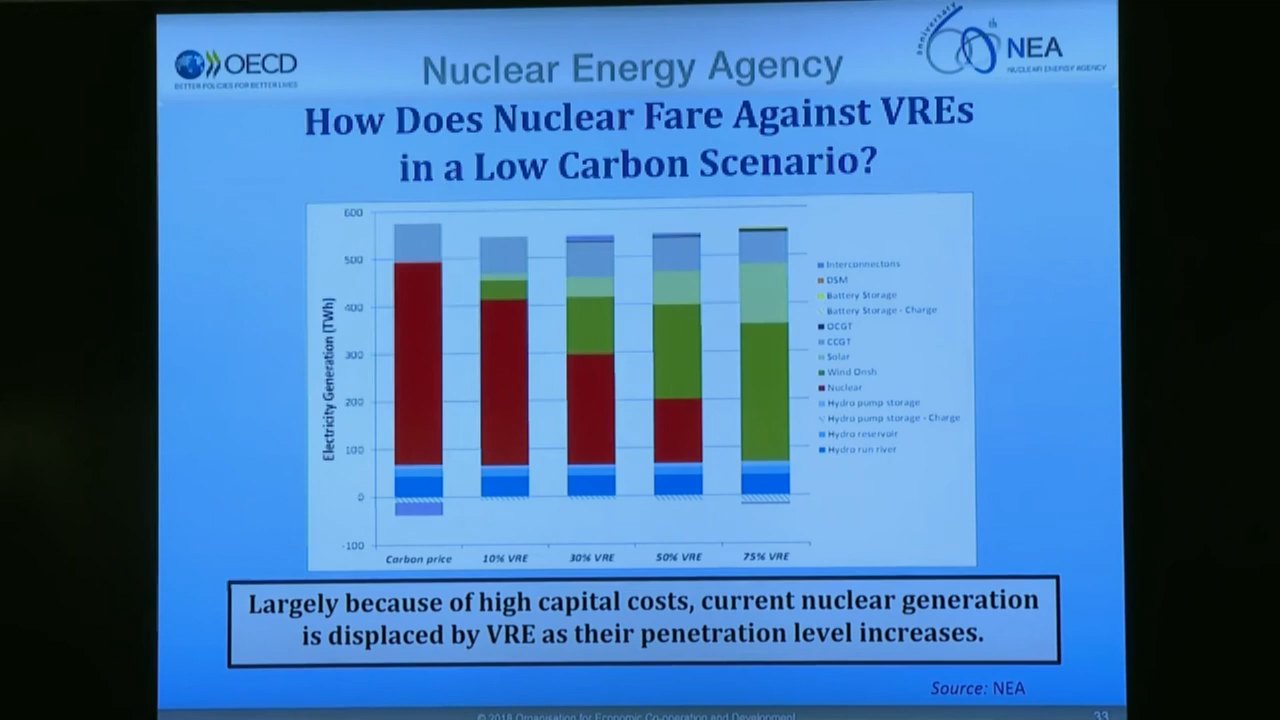 OECD
BETTER POLICIES FOR BETTER LIVES
Nuclear Energy Agency
anniversary
60th
NEA
NUCLEAR ENERGY AGENCY
How Does Nuclear Fare Against VREs
in a Low Carbon Scenario?
Electricity Generation (TWh)
600
500
400
300
200
100
0
-100
Carbon price
10% VRE
30% VRE
50% VRE
75% VRE
Interconnectons
DSM
Battery Storage
Battery Storage - Charge
OCGT
CCGT
Solar
Wind Onsh
Nuclear
Hydro pump storage
Hydro pump storage - Charge
Hydro reservoir
Hydro run river
Largely because of high capital costs, current nuclear generation
is displaced by VRE as their penetration level increases.
Source: NEA
© 2018 Organisation for Economic Co-operation and Development
33